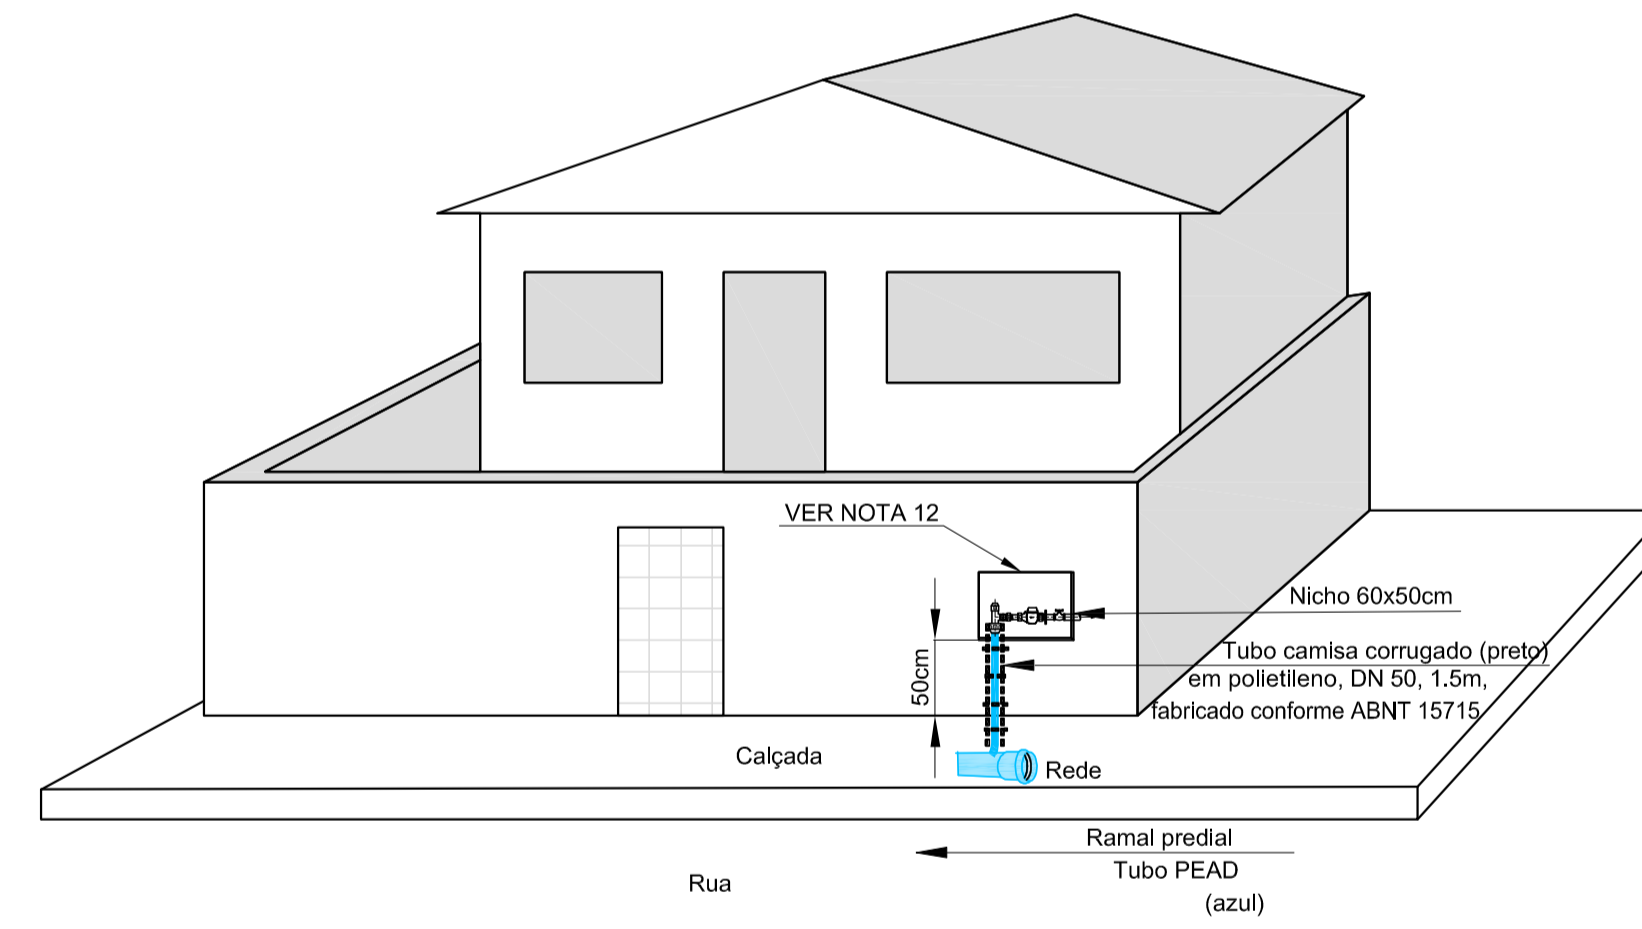 VER NOTA 12
Nicho 60x50cm
50cm
Tubo camisa corrugado (preto)
em polietileno, DN 50, 1.5m,
fabricado conforme ABNT 15715
Calçada
Rede
Ramal predial
Tubo PEAD
(azul)
Rua